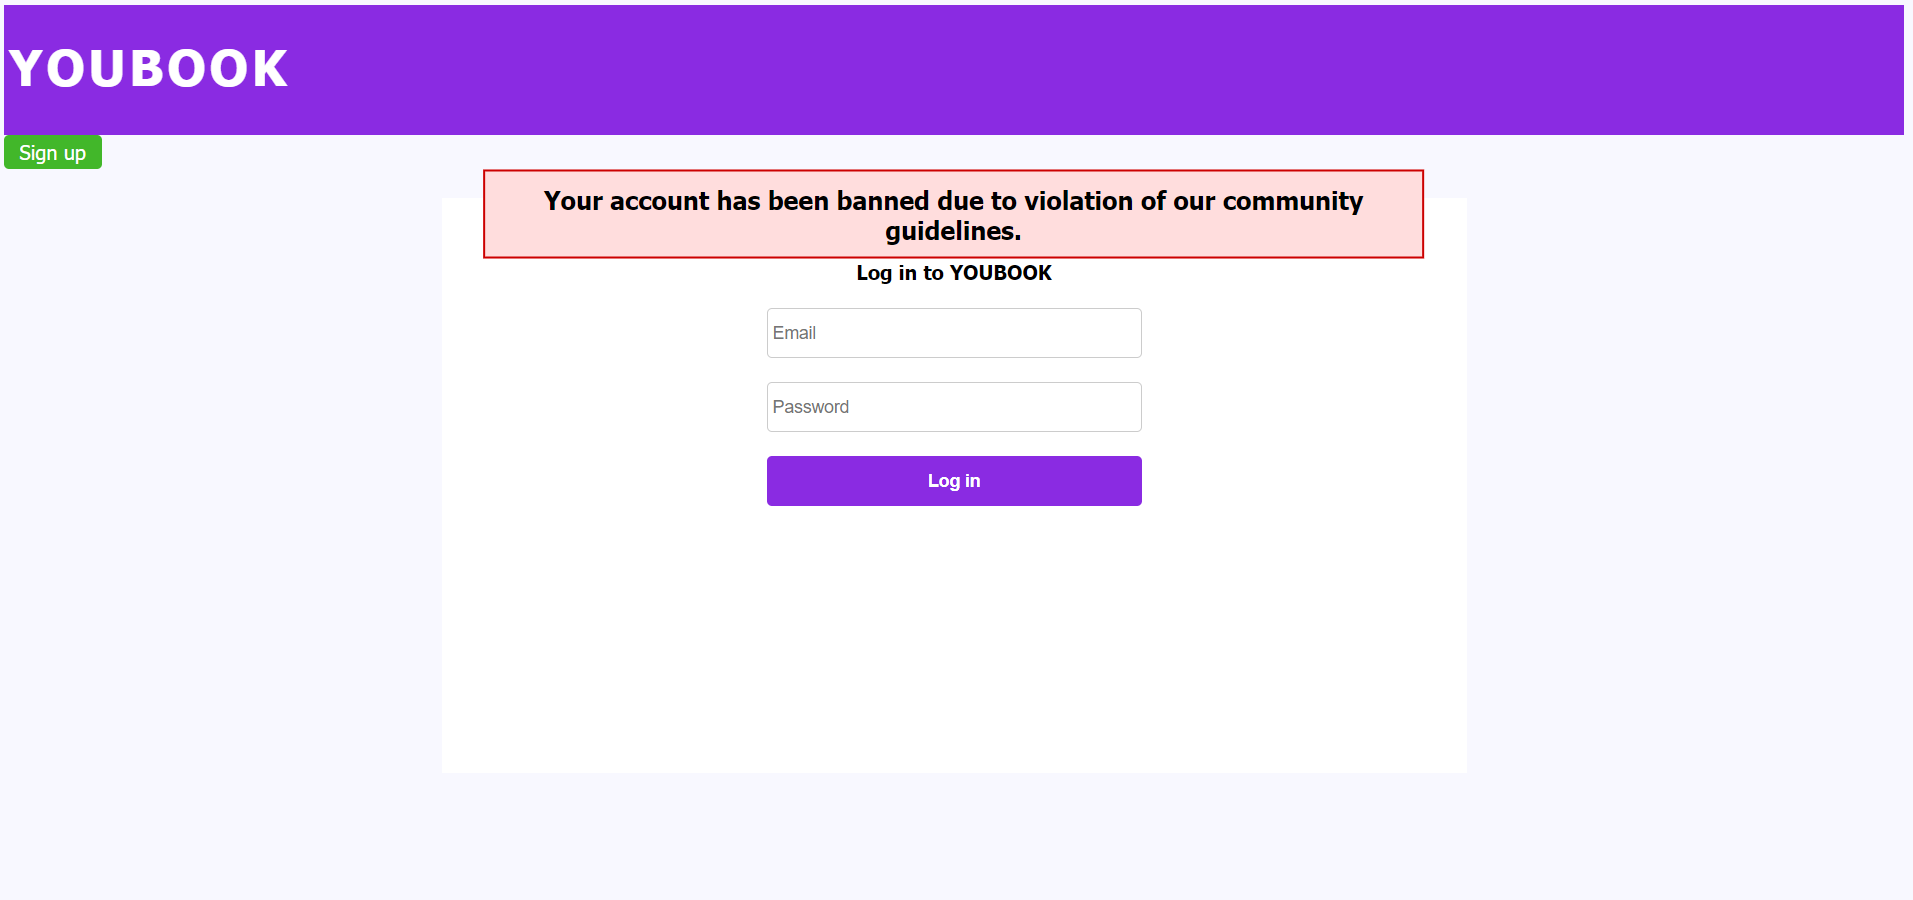 YOUBOOK
Sign up
Your account has been banned due to violation of our community
guidelines.
Log in to YOUBOOK
Email
Password
Log in